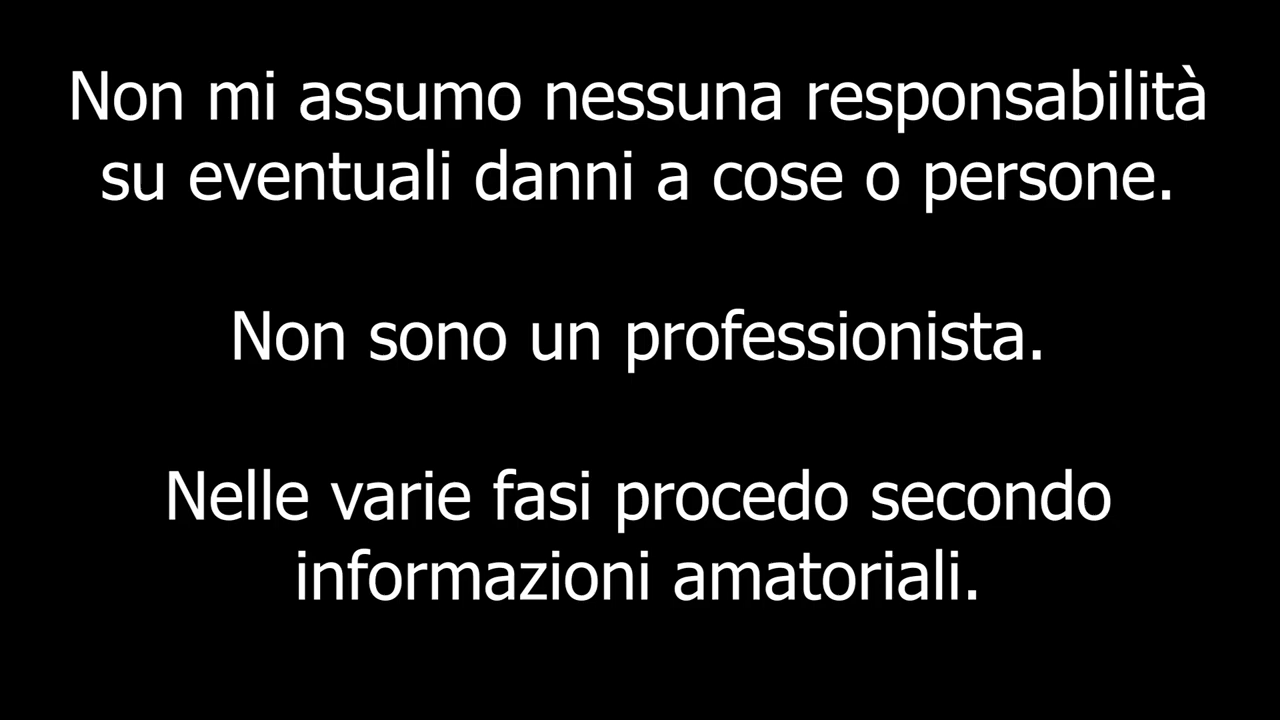 Non mi assumo nessuna responsabilità
su eventuali danni a cose o persone.
Non sono un professionista.
Nelle varie fasi procedo secondo
informazioni amatoriali.